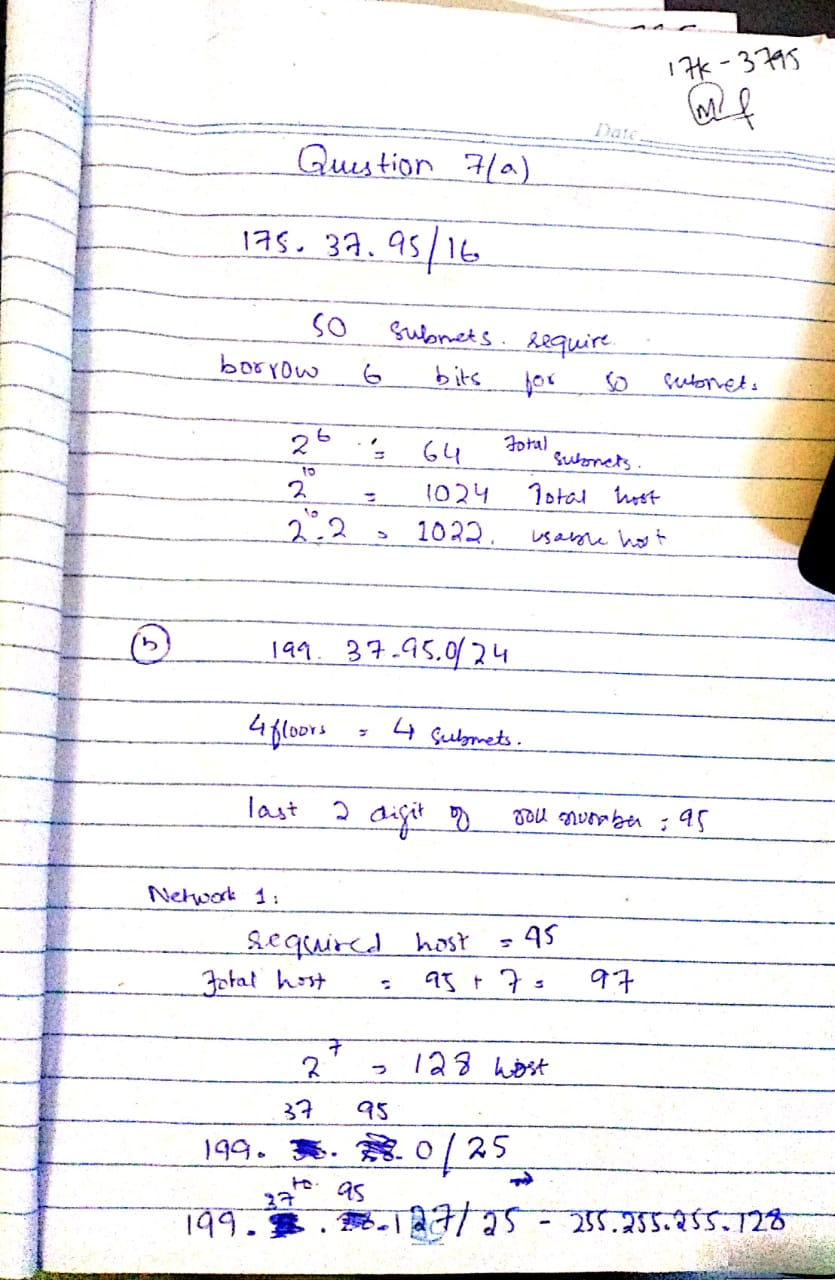 17k-3795
Date
Question 7(a)
175. 37. 95/16
50 Subnets. require
borrow 6 bits for 50 subnets
2^6 = 64 Total Subnets.
2^10 = 1024 Total host
2^10-2 = 1022. usable host
(b) 199. 37.95.0/24
4 floors = 4 Subnets.
last 2 digit of roll number : 95
Network 1:
Required host = 95
Total host = 95 + 7 = 97
2^7 = 128 host
37 95
199. . .0/25 →
to
37 95
199. . .127/25 - 255.255.255.128